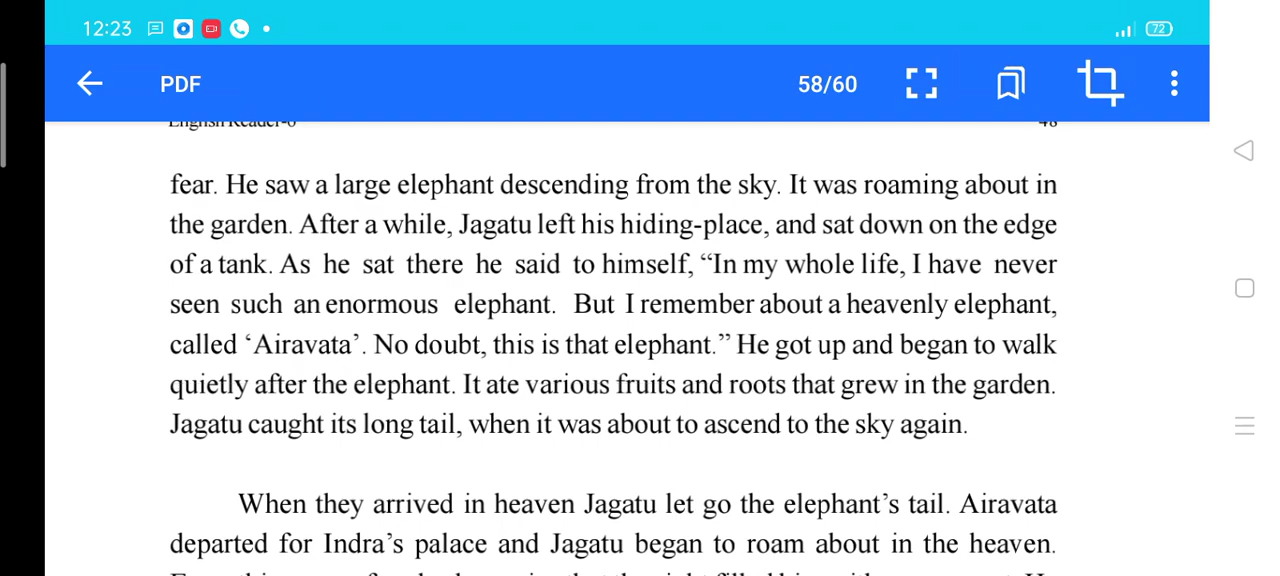 12:23
72
PDF
58/60
English Reader-6 48
fear. He saw a large elephant descending from the sky. It was roaming about in
the garden. After a while, Jagatu left his hiding-place, and sat down on the edge
of a tank. As he sat there he said to himself, “In my whole life, I have never
seen such an enormous elephant. But I remember about a heavenly elephant,
called ‘Airavata’. No doubt, this is that elephant.” He got up and began to walk
quietly after the elephant. It ate various fruits and roots that grew in the garden.
Jagatu caught its long tail, when it was about to ascend to the sky again.
When they arrived in heaven Jagatu let go the elephant’s tail. Airavata
departed for Indra’s palace and Jagatu began to roam about in the heaven.